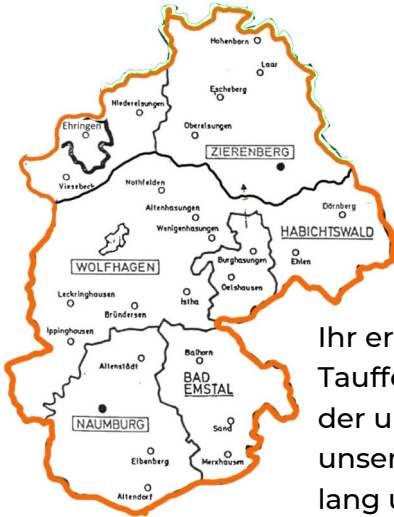 Hohenborn
Laar
Escheberg
Niederelsungen
Ehringen
Oberelsungen
ZIERENBERG
Viesebeck
Nothfelden
Dörnberg
Altenhasungen
Wenigenhasungen
HABICHTSWALD
Burghasungen
Ehlen
WOLFHAGEN
Oelshausen
Leckringhausen
Istha
Bründersen
Ippinghausen
Ihr er
Altenstädt
Balhorn
Tauffe
BAD
EMSTAL
der u
NAUMBURG
Sand
unser
Elbenberg
Merxhausen
lang u
Altendorf